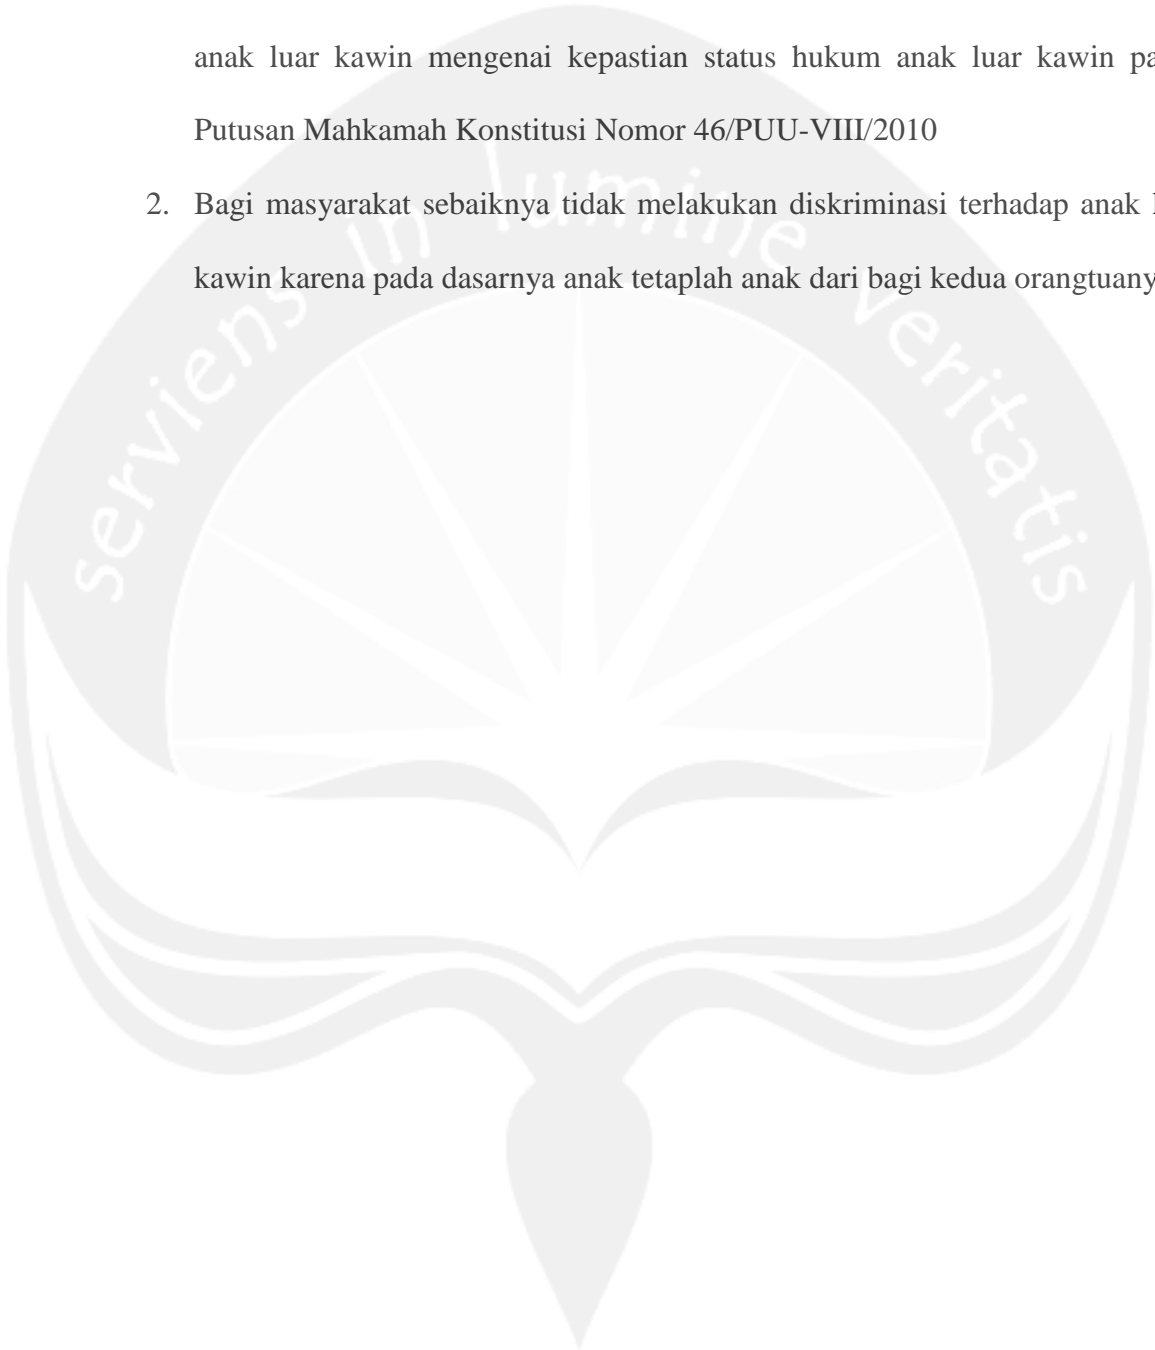 anak luar kawin mengenai kepastian status hukum anak luar kawin pa
Putusan Mahkamah Konstitusi Nomor 46/PUU-VIII/2010
2. Bagi masyarakat sebaiknya tidak melakukan diskriminasi terhadap anak
kawin karena pada dasarnya anak tetaplah anak dari bagi kedua orangtuany
serviens in lumine veritatis